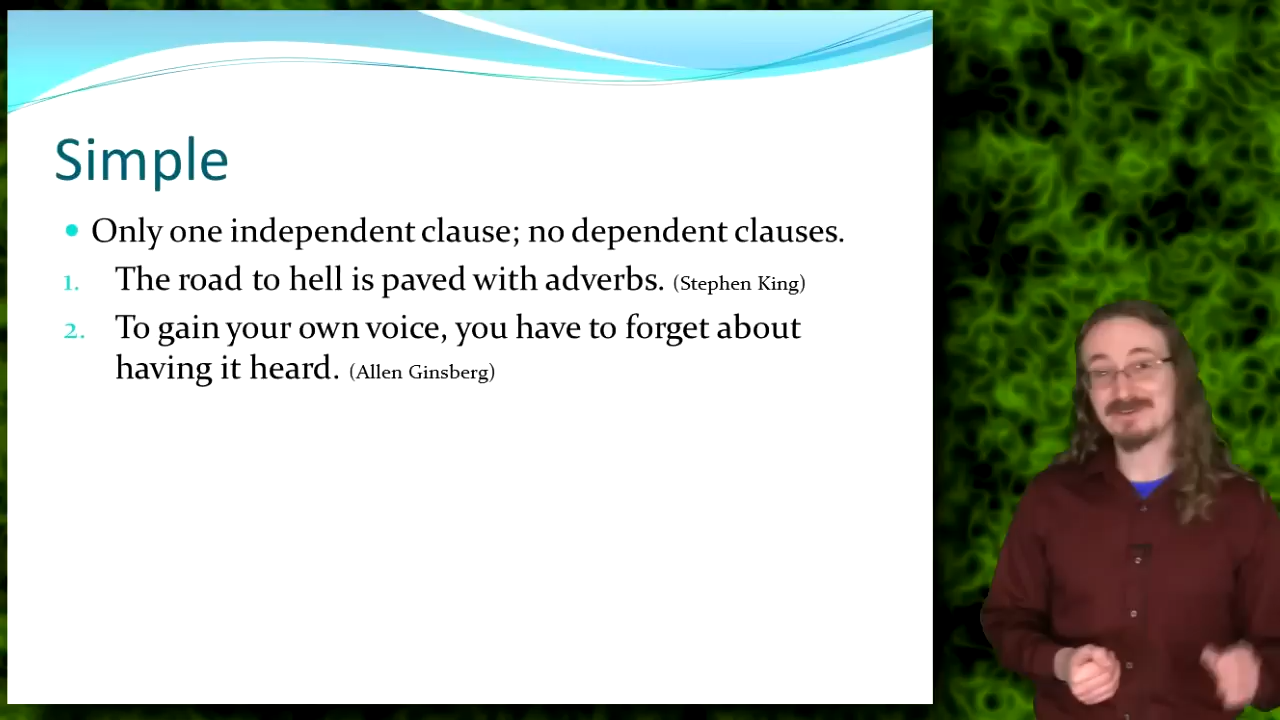 Simple
• Only one independent clause; no dependent clauses.
1. The road to hell is paved with adverbs. (Stephen King)
2. To gain your own voice, you have to forget about
having it heard. (Allen Ginsberg)